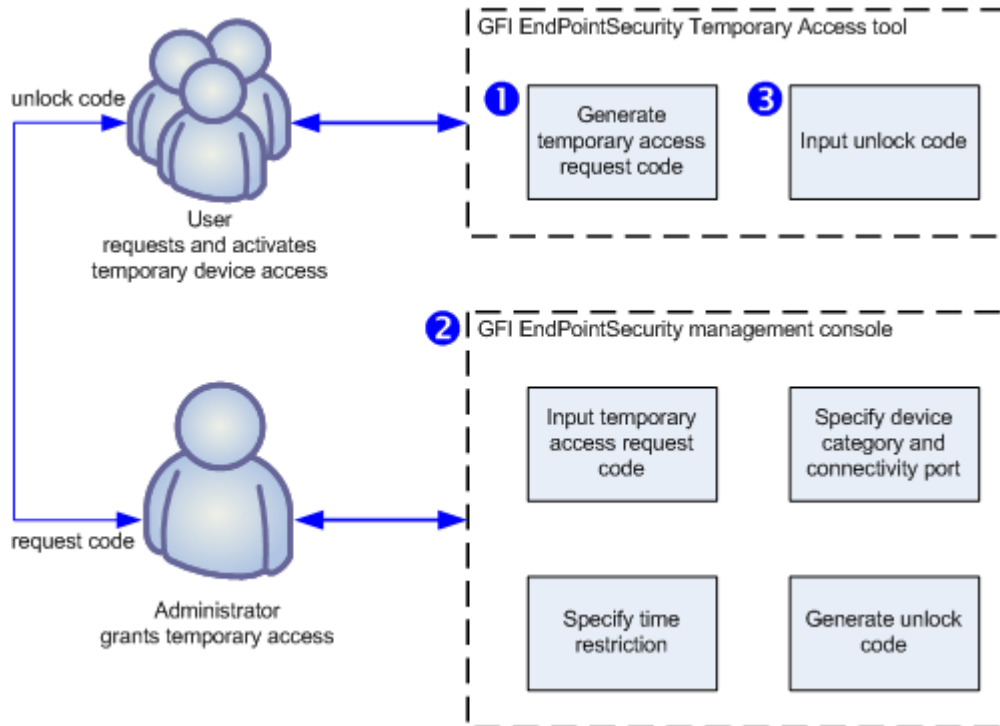 GFI EndPointSecurity Temporary Access tool
unlock code
1
Generate
temporary access
request code
3
Input unlock code
User
requests and activates
temporary device access
2
GFI EndPointSecurity management console
Input temporary
access request
code
Specify device
category and
connectivity port
request code
Administrator
grants temporary access
Specify time
restriction
Generate unlock
code